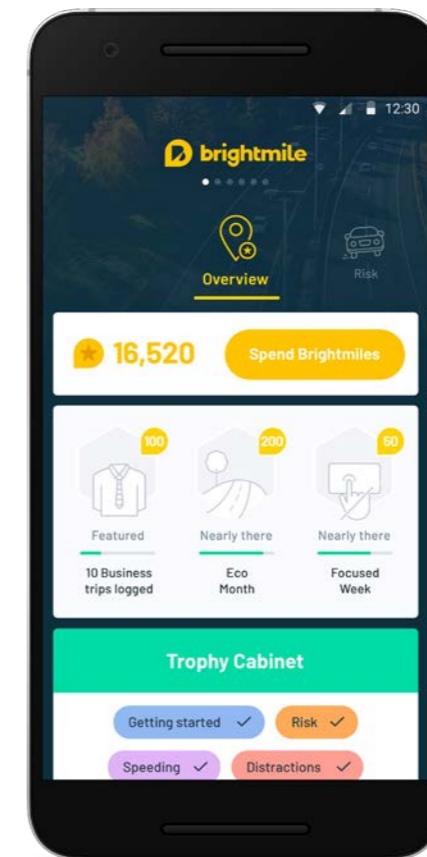 12:30
brightmile
Overview
Risk
16,520
Spend Brightmiles
100
200
50
Featured
Nearly there
Nearly there
10 Business
trips logged
Eco
Month
Focused
Week
Trophy Cabinet
Getting started
Risk
Speeding
Distractions